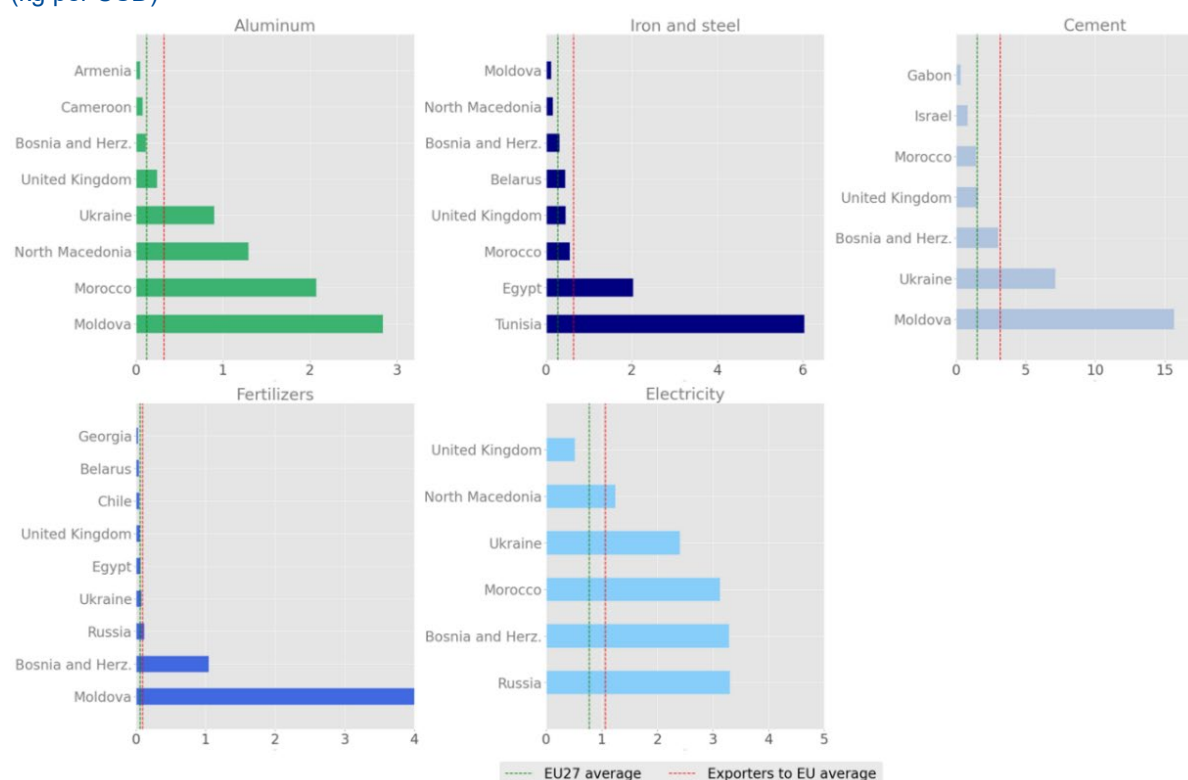 (kg per USD)
Aluminum
Armenia
Cameroon
Bosnia and Herz.
United Kingdom
Ukraine
North Macedonia
Morocco
Moldova
0 1 2 3
Iron and steel
Moldova
North Macedonia
Bosnia and Herz.
Belarus
United Kingdom
Morocco
Egypt
Tunisia
0 2 4 6
Cement
Gabon
Israel
Morocco
United Kingdom
Bosnia and Herz.
Ukraine
Moldova
0 5 10 15
Fertilizers
Georgia
Belarus
Chile
United Kingdom
Egypt
Ukraine
Russia
Bosnia and Herz.
Moldova
0 1 2 3 4
Electricity
United Kingdom
North Macedonia
Ukraine
Morocco
Bosnia and Herz.
Russia
0 1 2 3 4 5
EU27 average Exporters to EU average